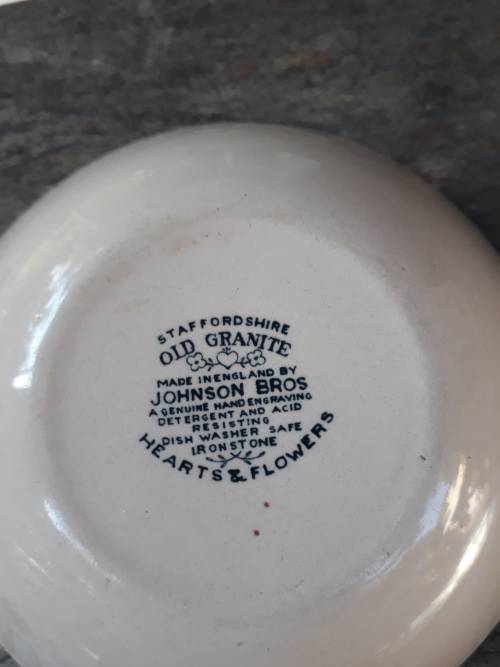 STAFFORDSHIRE
OLD GRANITE
MADE IN ENGLAND BY
JOHNSON BROS
A GENUINE HAND ENGRAVING
DETERGENT AND ACID
RESISTING
DISH WASHER SAFE
IRONSTONE
HEARTS & FLOWERS